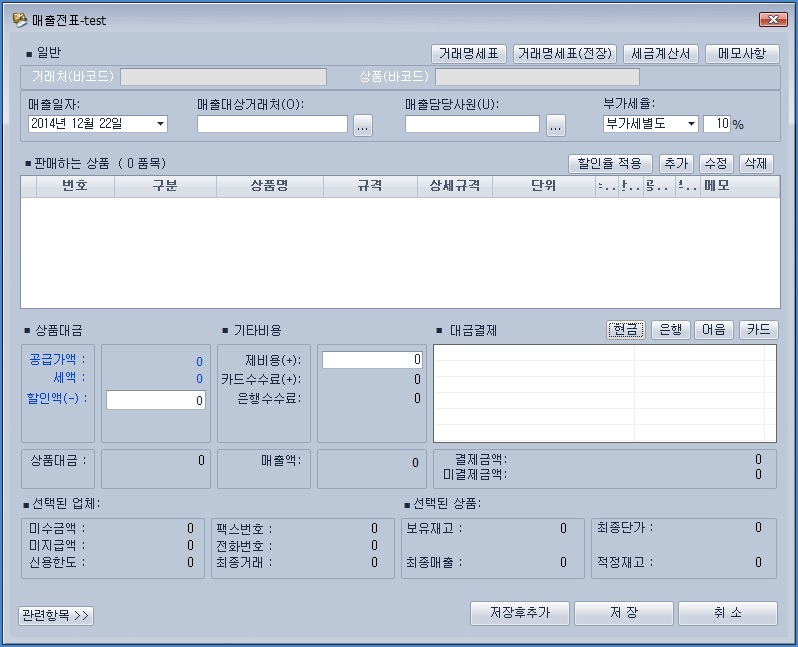 매출전표-test
■ 일반
거래명세표 거래명세표(전장) 세금계산서 메모사항
거래처(바코드) 상품(바코드)
매출일자: 매출대상거래처(O): 매출담당사원(U): 부가세율:
2014년 12월 22일 ... ... 부가세별도 10 %
■ 판매하는 상품 ( 0 품목)
할인율 적용 추가 수정 삭제
번호 구분 상품명 규격 상세규격 단위 메모
■ 상품대금 ■ 기타비용 ■ 대금결제
현금 은행 어음 카드
공급가액 : 0 제비용(+): 0
세액 : 0 카드수수료(+): 0
할인액(-) : 0 은행수수료: 0
상품대금 : 0 매출액: 0 결제금액: 0
미결제금액: 0
■ 선택된 업체: ■ 선택된 상품:
미수금액 : 0 팩스번호 : 0 보유재고 : 0 최종단가 : 0
미지급액 : 0 전화번호 : 0
신용한도 : 0 최종거래 : 0 최종매출 : 0 적정재고 : 0
관련항목 >> 저장후추가 저 장 취 소